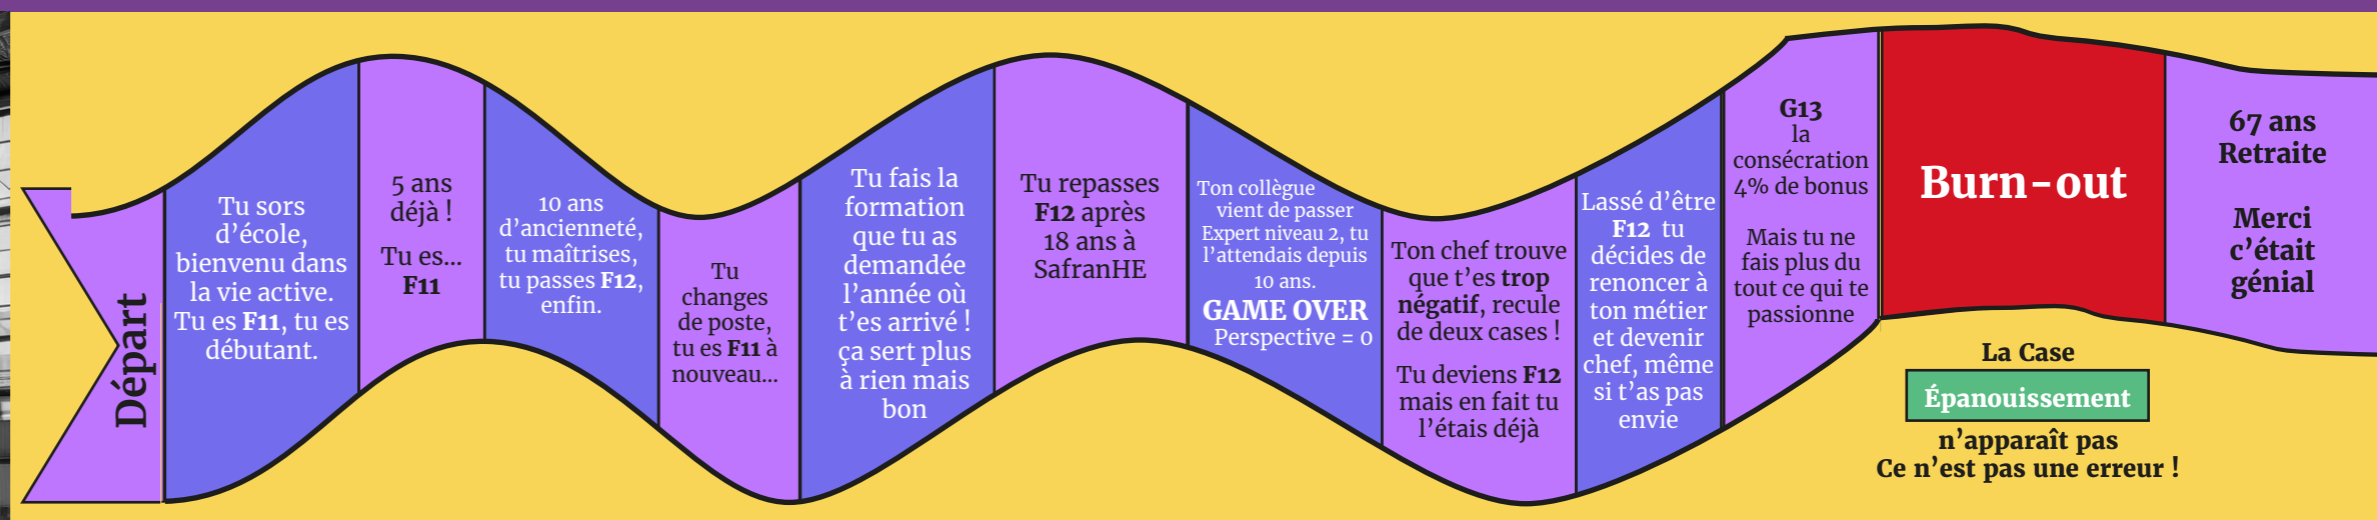 Départ
Tu sors
d’école,
bienvenu dans
la vie active.
Tu es F11, tu es
débutant.
5 ans
déjà !
Tu es...
F11
10 ans
d’ancienneté,
tu maîtrises,
tu passes F12,
enfin.
Tu
changes
de poste,
tu es F11 à
nouveau...
Tu fais la
formation
que tu as
demandée
l’année où
t’es arrivé !
ça sert plus
à rien mais
bon
Tu repasses
F12 après
18 ans à
SafranHE
Ton collègue
vient de passer
Expert niveau 2, tu
l’attendais depuis
10 ans.
GAME OVER
Perspective = 0
Ton chef trouve
que t’es trop
négatif, recule
de deux cases !
Tu deviens F12
mais en fait tu
l’étais déjà
Lassé d’être
F12 tu
décides de
renoncer à
ton métier
et devenir
chef, même
si t’as pas
envie
G13
la
consécration
4% de bonus
Mais tu ne
fais plus du
tout ce qui te
passionne
Burn-out
67 ans
Retraite
Merci
c’était
génial
La Case
Épanouissement
n’apparaît pas
Ce n’est pas une erreur !